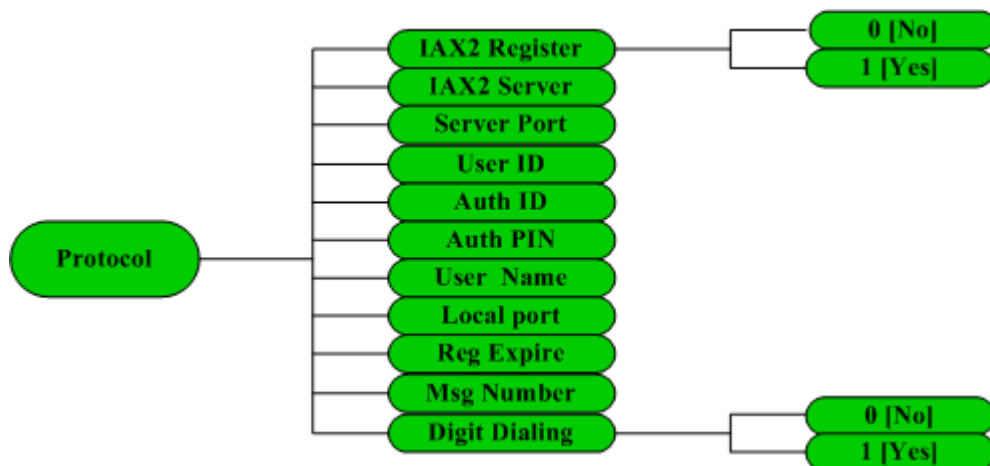 Protocol
IAX2 Register
0 [No]
1 [Yes]
IAX2 Server
Server Port
User ID
Auth ID
Auth PIN
User  Name
Local port
Reg Expire
Msg Number
Digit Dialing
0 [No]
1 [Yes]